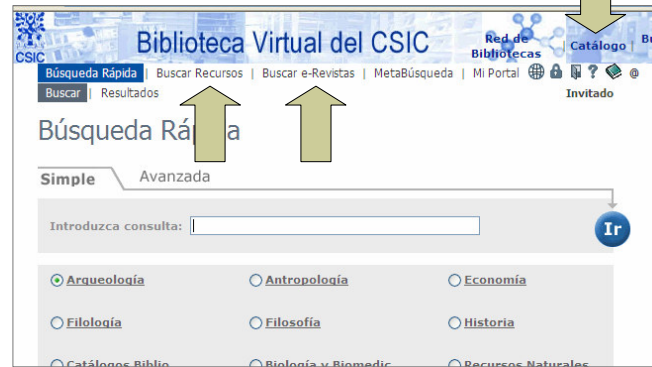 CSIC
Biblioteca Virtual del CSIC
Red de
Bibliotecas
Catálogo
Búsqueda Rápida | Buscar Recursos | Buscar e-Revistas | MetaBúsqueda | Mi Portal
Buscar | Resultados
Invitado
Búsqueda Rá a
Simple
Avanzada
Introduzca consulta:
Ir
Arqueología
Antropología
Economía
Filología
Filosofía
Historia
Catálogos Biblio
Biología y Biomedic
Recursos Naturales